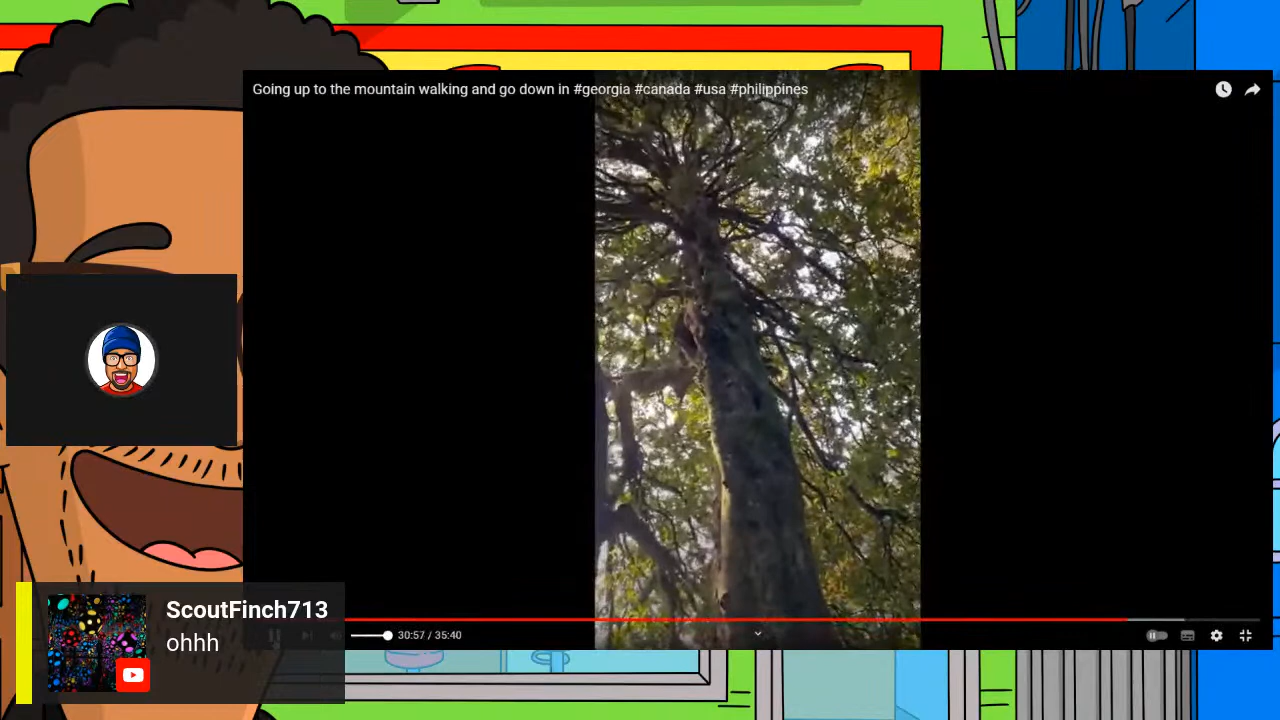 Going up to the mountain walking and go down in #georgia #canada #usa #philippines
ScoutFinch713
ohhh
30:57 / 35:40